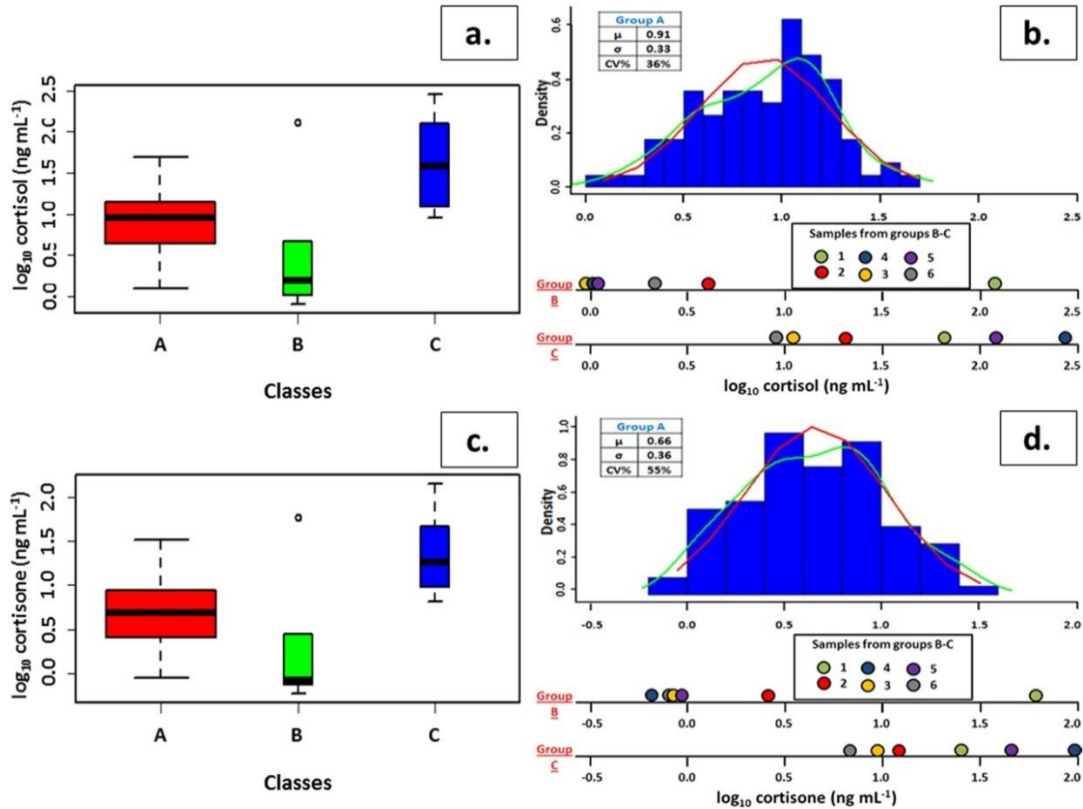 a.
log₁₀ cortisol (ng mL⁻¹)
0.0 0.5 1.0 1.5 2.0 2.5
A B C
Classes
b.
Group A
μ 0.91
σ 0.33
CV% 36%
Density
0.0 0.2 0.4 0.6
0.0 0.5 1.0 1.5 2.0 2.5
Samples from groups B-C
1 4 5
2 3 6
Group
B
0.0 0.5 1.0 1.5 2.0 2.5
Group
C
0.0 0.5 1.0 1.5 2.0 2.5
log₁₀ cortisol (ng mL⁻¹)
c.
log₁₀ cortisone (ng mL⁻¹)
0.0 0.5 1.0 1.5 2.0
A B C
Classes
d.
Group A
μ 0.66
σ 0.36
CV% 55%
Density
0.0 0.2 0.4 0.6 0.8 1.0
-0.5 0.0 0.5 1.0 1.5 2.0
Samples from groups B-C
1 4 5
2 3 6
Group
B
-0.5 0.0 0.5 1.0 1.5 2.0
Group
C
-0.5 0.0 0.5 1.0 1.5 2.0
log₁₀ cortisone (ng mL⁻¹)